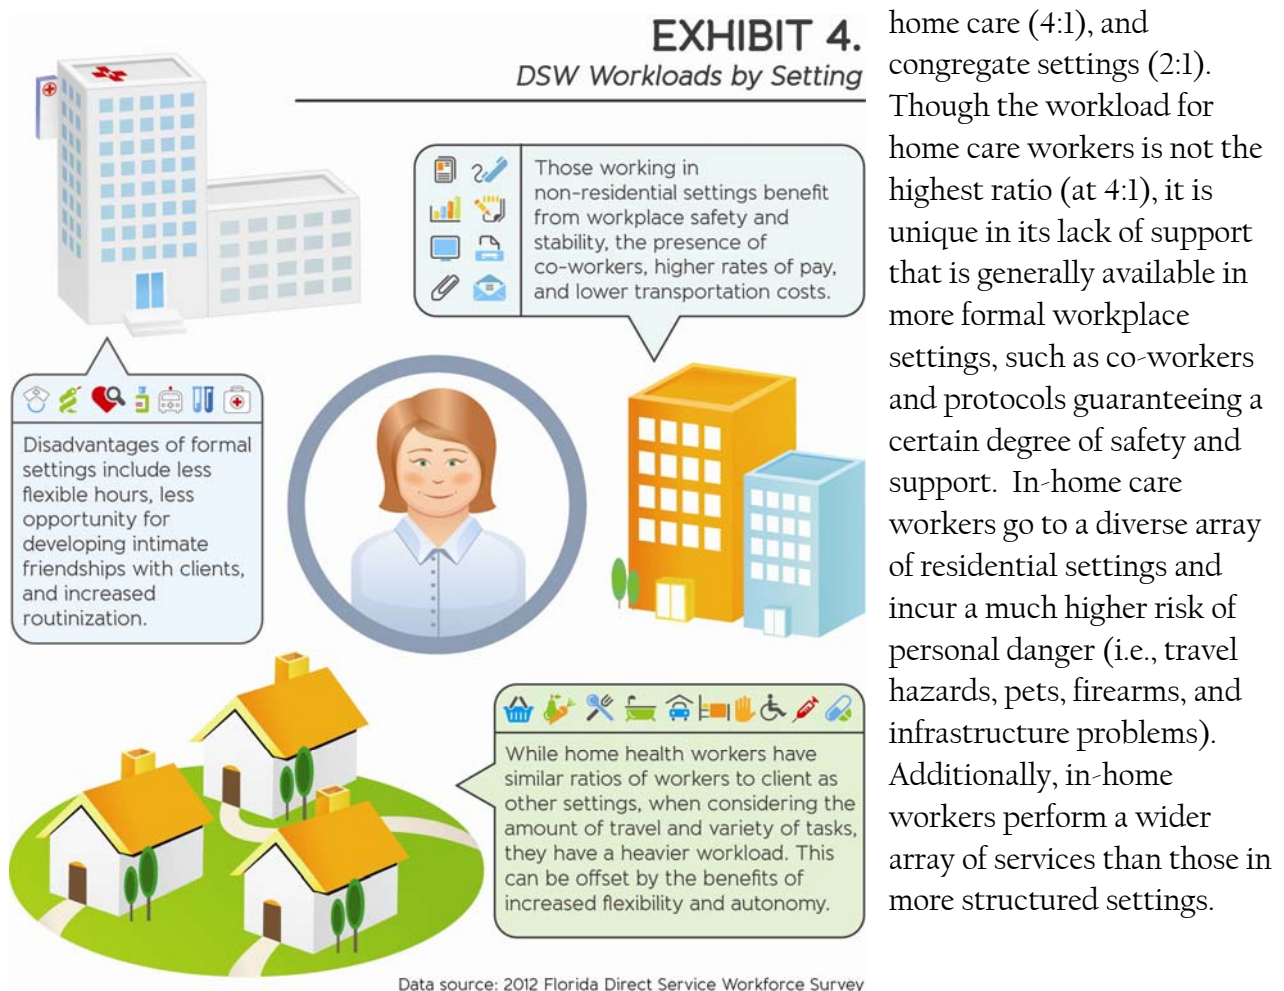 EXHIBIT 4.
DSW Workloads by Setting
Those working in
non-residential settings benefit
from workplace safety and
stability, the presence of
co-workers, higher rates of pay,
and lower transportation costs.
Disadvantages of formal
settings include less
flexible hours, less
opportunity for
developing intimate
friendships with clients,
and increased
routinization.
While home health workers have
similar ratios of workers to client as
other settings, when considering the
amount of travel and variety of tasks,
they have a heavier workload. This
can be offset by the benefits of
increased flexibility and autonomy.
Data source: 2012 Florida Direct Service Workforce Survey
home care (4:1), and
congregate settings (2:1).
Though the workload for
home care workers is not the
highest ratio (at 4:1), it is
unique in its lack of support
that is generally available in
more formal workplace
settings, such as co-workers
and protocols guaranteeing a
certain degree of safety and
support.  In-home care
workers go to a diverse array
of residential settings and
incur a much higher risk of
personal danger (i.e., travel
hazards, pets, firearms, and
infrastructure problems).
Additionally, in-home
workers perform a wider
array of services than those in
more structured settings.